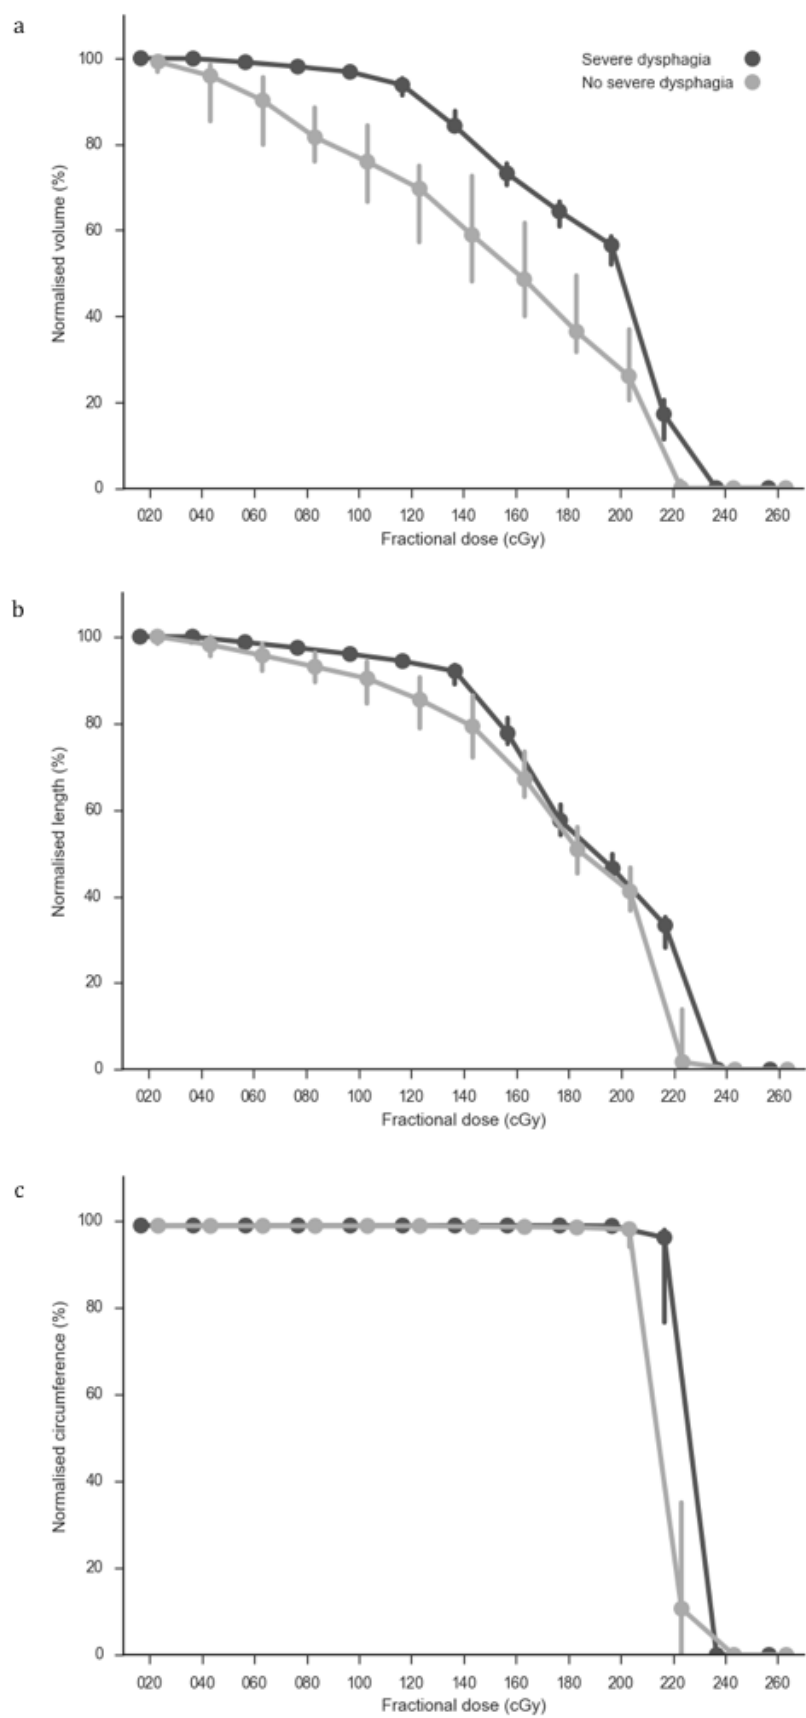 a
Severe dysphagia
No severe dysphagia
100
80
60
40
20
0
Normalised volume (%)
020 040 060 080 100 120 140 160 180 200 220 240 260
Fractional dose (cGy)
b
100
80
60
40
20
0
Normalised length (%)
020 040 060 080 100 120 140 160 180 200 220 240 260
Fractional dose (cGy)
c
100
80
60
40
20
0
Normalised circumference (%)
020 040 060 080 100 120 140 160 180 200 220 240 260
Fractional dose (cGy)